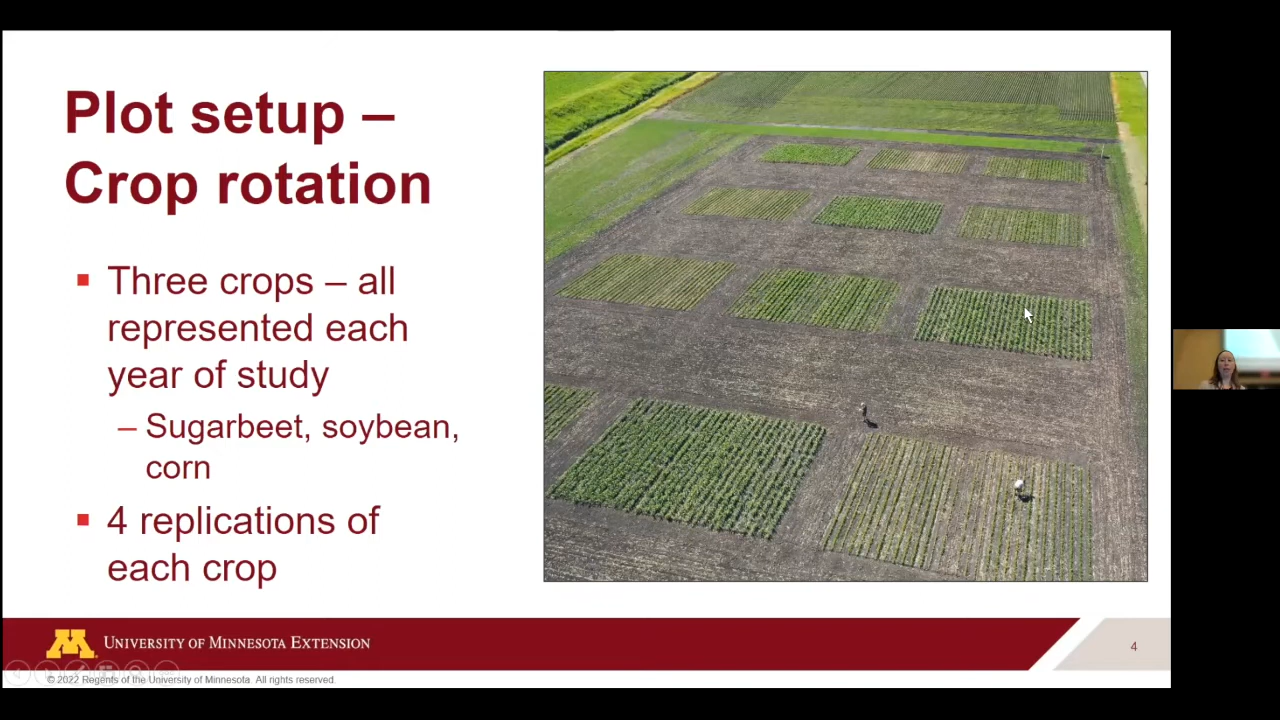 Plot setup –
Crop rotation
▪ Three crops – all
represented each
year of study
– Sugarbeet, soybean,
corn
▪ 4 replications of
each crop
M UNIVERSITY OF MINNESOTA EXTENSION
4
© 2022 Regents of the University of Minnesota. All rights reserved.